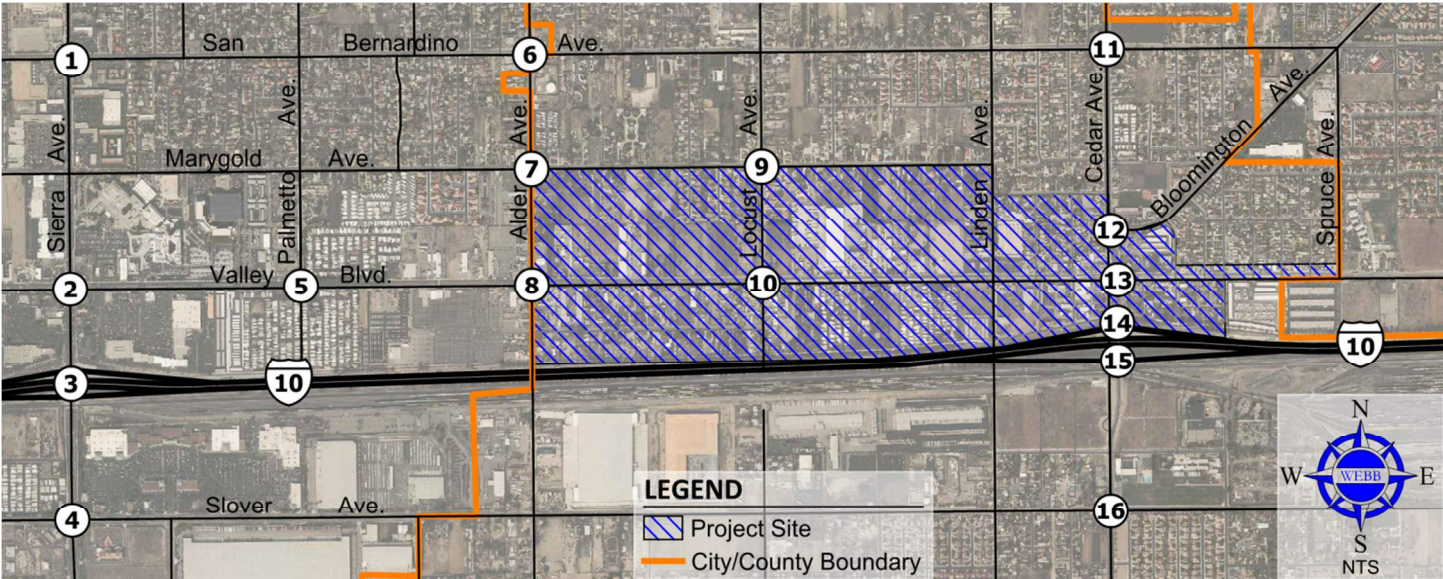 San Bernardino Ave.
1
6
11
Sierra Ave.
Palmetto Ave.
Alder Ave.
Locust Ave.
Linden Ave.
Cedar Ave.
Bloomington Ave.
Spruce Ave.
Marygold Ave.
7
9
12
Valley Blvd.
2
5
8
10
13
14
3
10
15
10
Slover Ave.
4
16
LEGEND
Project Site
City/County Boundary
N
W WEBB E
S
NTS